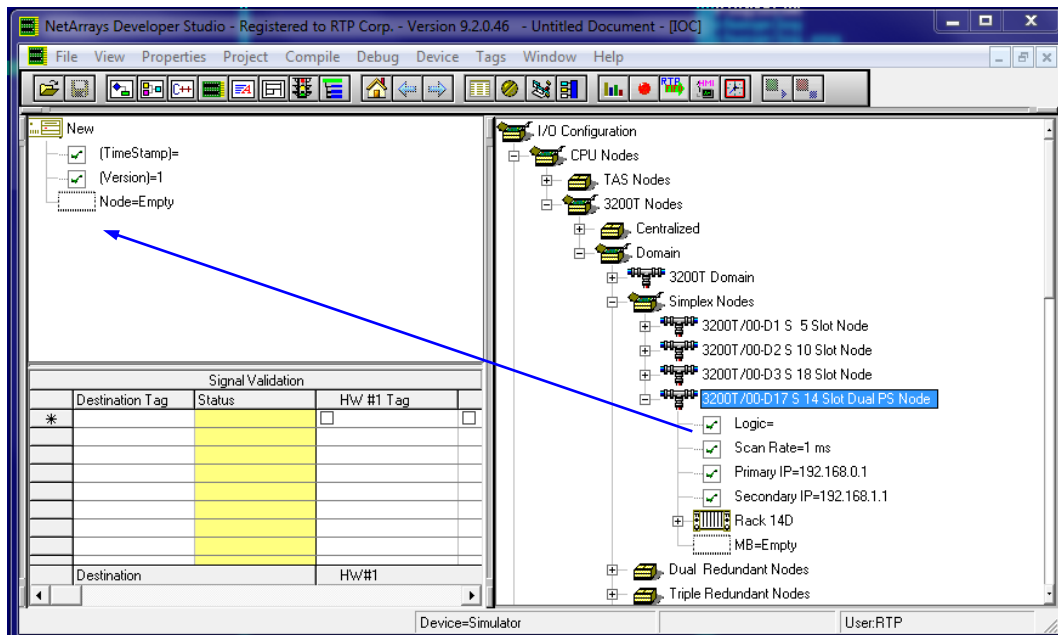 NetArrays Developer Studio - Registered to RTP Corp. - Version 9.2.0.46 - Untitled Document - [IOC]
File View Properties Project Compile Debug Device Tags Window Help
C++
RTP
HMI
New
(TimeStamp)=
(Version)=1
Node=Empty
I/O Configuration
CPU Nodes
TAS Nodes
3200T Nodes
Centralized
Domain
3200T Domain
Simplex Nodes
3200T/00-D1 S 5 Slot Node
3200T/00-D2 S 10 Slot Node
3200T/00-D3 S 18 Slot Node
3200T/00-D17 S 14 Slot Dual PS Node
Logic=
Scan Rate=1 ms
Primary IP=192.168.0.1
Secondary IP=192.168.1.1
Rack 14D
MB=Empty
Dual Redundant Nodes
Triple Redundant Nodes
Signal Validation
Destination Tag Status HW #1 Tag
Destination HW#1
Device=Simulator User:RTP